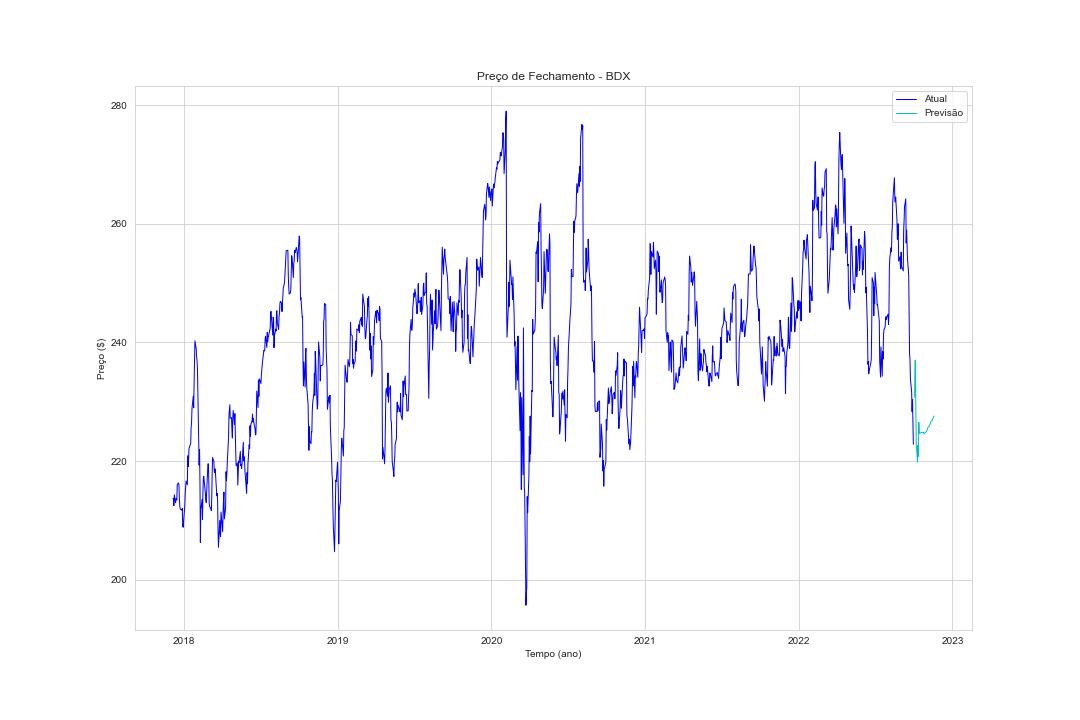 Preço de Fechamento - BDX
Atual
Previsão
280
260
240
220
200
Preço ($)
2018 2019 2020 2021 2022 2023
Tempo (ano)